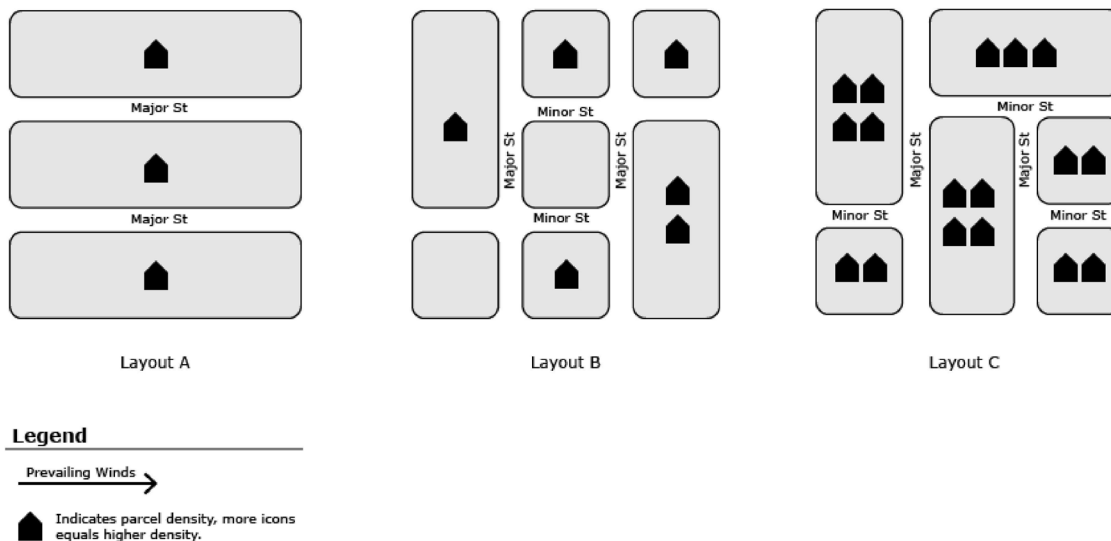 Major St
Major St
Layout A
Minor St
Major St
Major St
Minor St
Layout B
Minor St
Major St
Major St
Minor St
Minor St
Layout C
Legend
Prevailing Winds
Indicates parcel density, more icons
equals higher density.